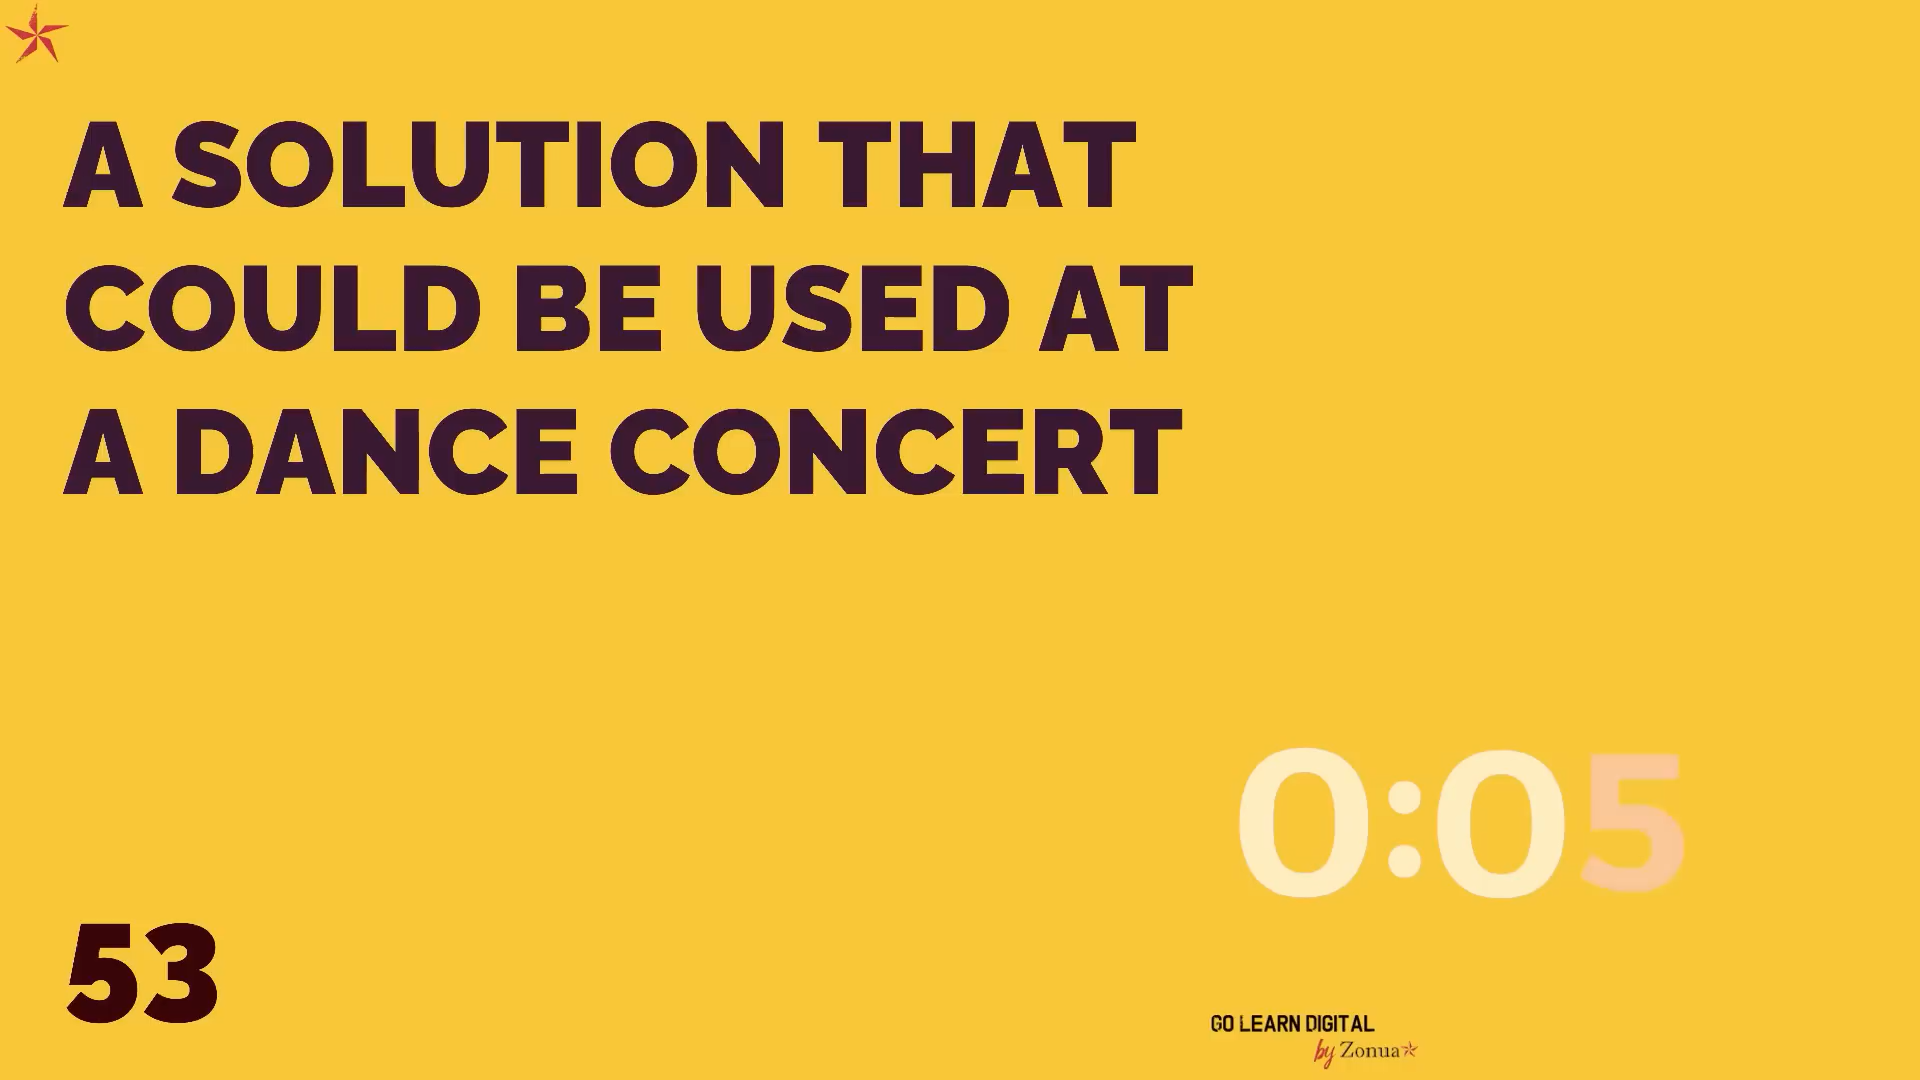 A SOLUTION THAT
COULD BE USED AT
A DANCE CONCERT
0:05
53
GO LEARN DIGITAL
by Zonua